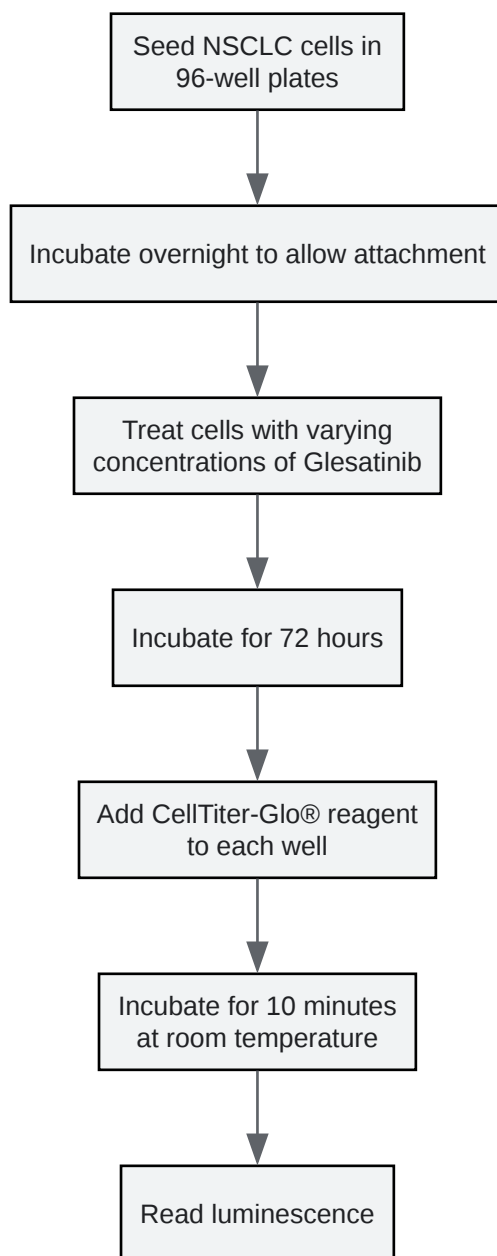 Seed NSCLC cells in
96-well plates
Incubate overnight to allow attachment
Treat cells with varying
concentrations of Glesatinib
Incubate for 72 hours
Add CellTiter-Glo® reagent
to each well
Incubate for 10 minutes
at room temperature
Read luminescence